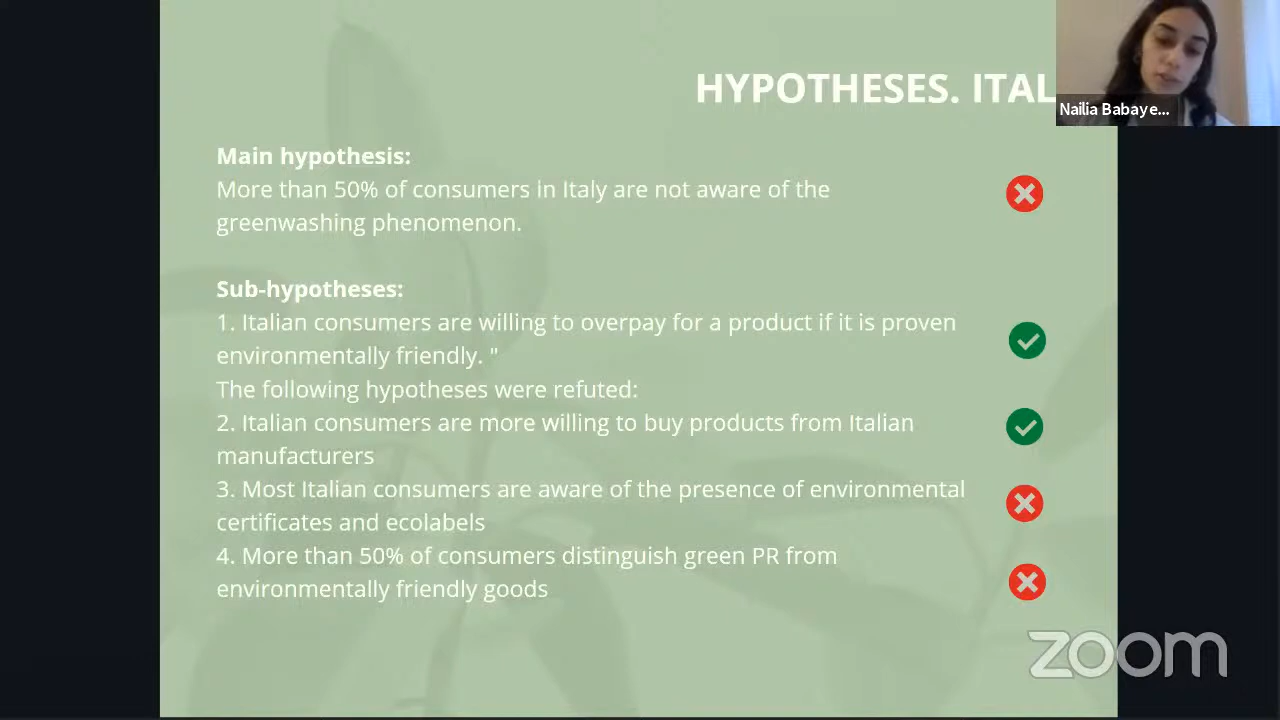 HYPOTHESES. ITAL
Nailia Babaye...
Main hypothesis:
More than 50% of consumers in Italy are not aware of the
greenwashing phenomenon.
Sub-hypotheses:
1. Italian consumers are willing to overpay for a product if it is proven
environmentally friendly. "
The following hypotheses were refuted:
2. Italian consumers are more willing to buy products from Italian
manufacturers
3. Most Italian consumers are aware of the presence of environmental
certificates and ecolabels
4. More than 50% of consumers distinguish green PR from
environmentally friendly goods
zoom